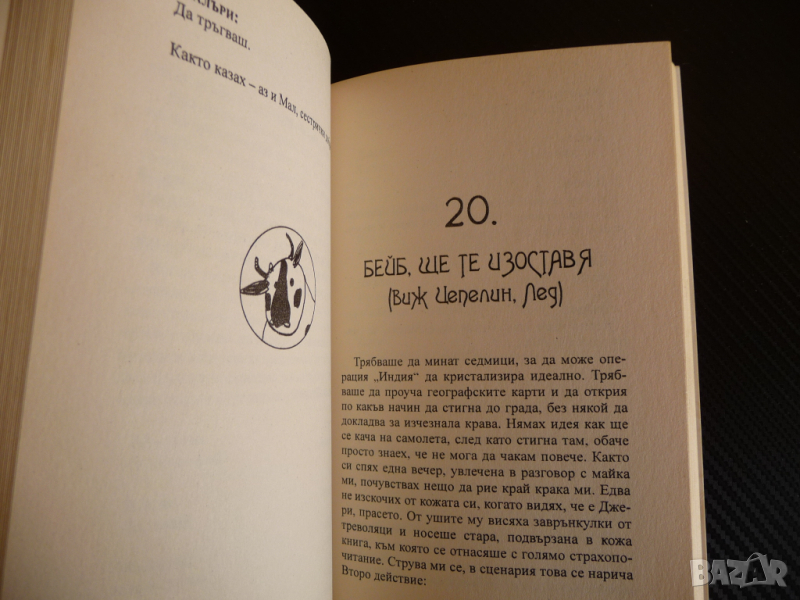 Да тръгваш.
Както казах – аз и Мал, сестрички
20.
БЕЙБ, ЩЕ ТЕ ИЗОСТАВЯ
(Виж Цепелин, Лед)
Трябваше да минат седмици, за да може опе-
рация „Индия“ да кристализира идеално. Тряб-
ваше да проуча географските карти и да открия
по какъв начин да стигна до града, без някой да
докладва за изчезнала крава. Нямах идея как ще
се кача на самолета, след като стигна там, обаче
просто знаех, че не мога да чакам повече. Както
си спях една вечер, увлечена в разговор с майка
ми, почувствах нещо да рие край крака ми. Едва
не изскочих от кожата си, когато видях, че е Дже-
ри, прасето. От ушите му висяха завърнкулки от
треволяци и носеше стара, подвързана в кожа
книга, към която се отнасяше с голямо страхопо-
читание. Струва ми се, в сценария това се нарича
Второ действие:
BAZAR